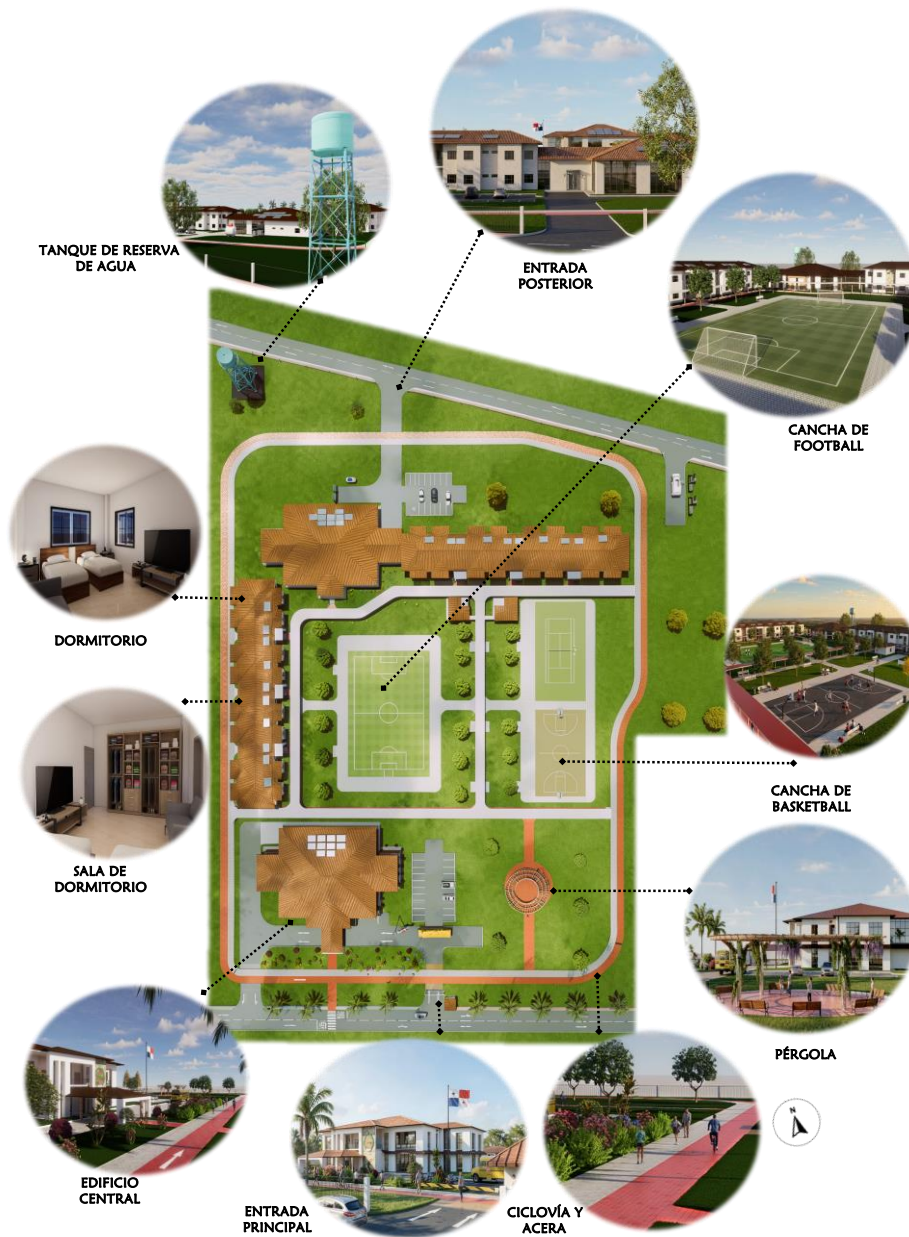 TANQUE DE RESERVA
DE AGUA
ENTRADA
POSTERIOR
CANCHA DE
FOOTBALL
DORMITORIO
CANCHA DE
BASKETBALL
SALA DE
DORMITORIO
PÉRGOLA
N
EDIFICIO
CENTRAL
ENTRADA
PRINCIPAL
CICLOVÍA Y
ACERA